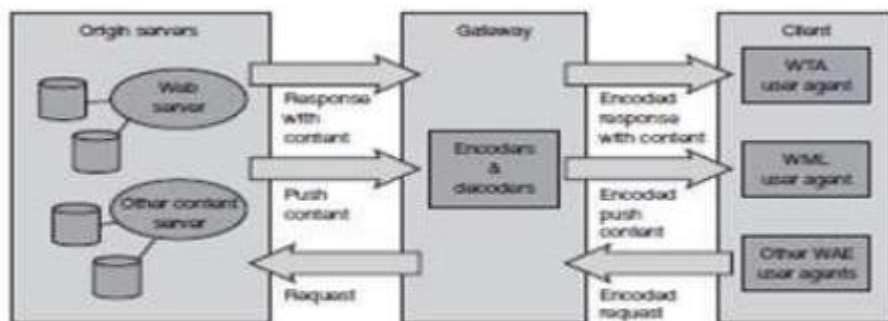 Origin servers
Web
server
Other content
server
Response
with
content
Push
content
Request
Gateway
Encoders
&
decoders
Encoded
response
with content
Encoded
push
content
Encoded
request
Client
WTA
user agent
WML
user agent
Other WAE
user agents